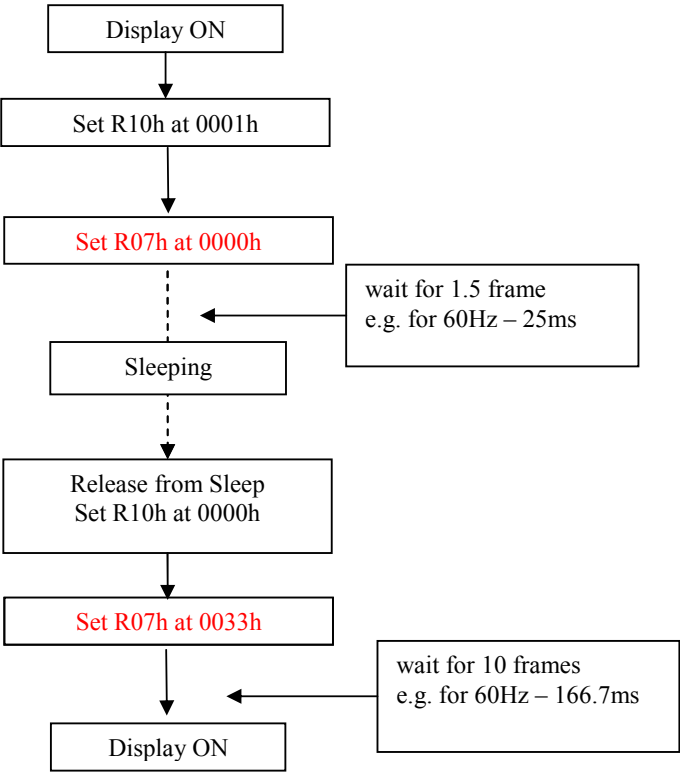 Display ON
Set R10h at 0001h
Set R07h at 0000h
wait for 1.5 frame
e.g. for 60Hz – 25ms
Sleeping
Release from Sleep
Set R10h at 0000h
Set R07h at 0033h
wait for 10 frames
e.g. for 60Hz – 166.7ms
Display ON